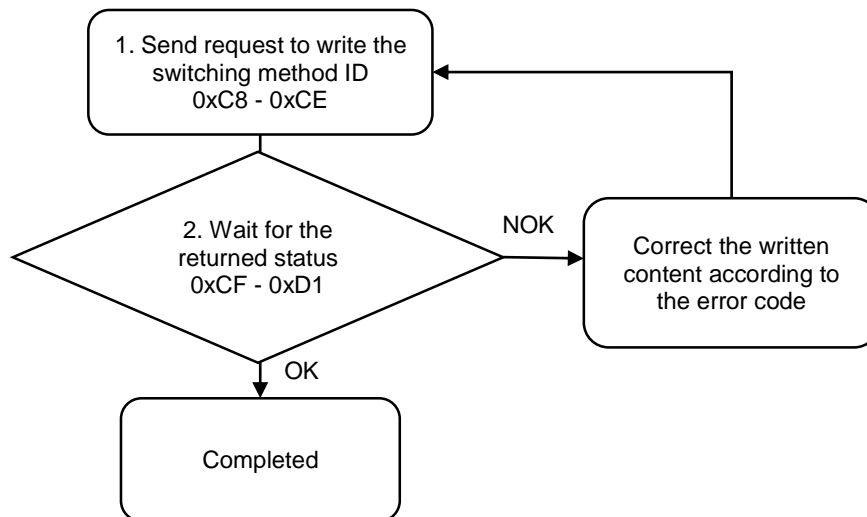 1. Send request to write the
switching method ID
0xC8 - 0xCE
2. Wait for the
returned status
0xCF - 0xD1
NOK
Correct the written
content according to
the error code
OK
Completed